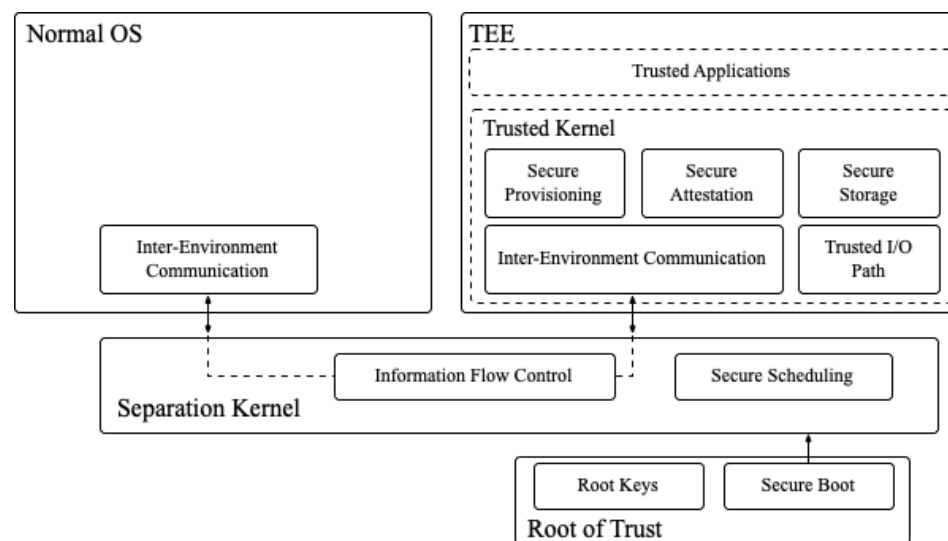 Normal OS
Inter-Environment
Communication
TEE
Trusted Applications
Trusted Kernel
Secure
Provisioning
Secure
Attestation
Secure
Storage
Inter-Environment Communication
Trusted I/O
Path
Information Flow Control
Secure Scheduling
Separation Kernel
Root Keys
Secure Boot
Root of Trust